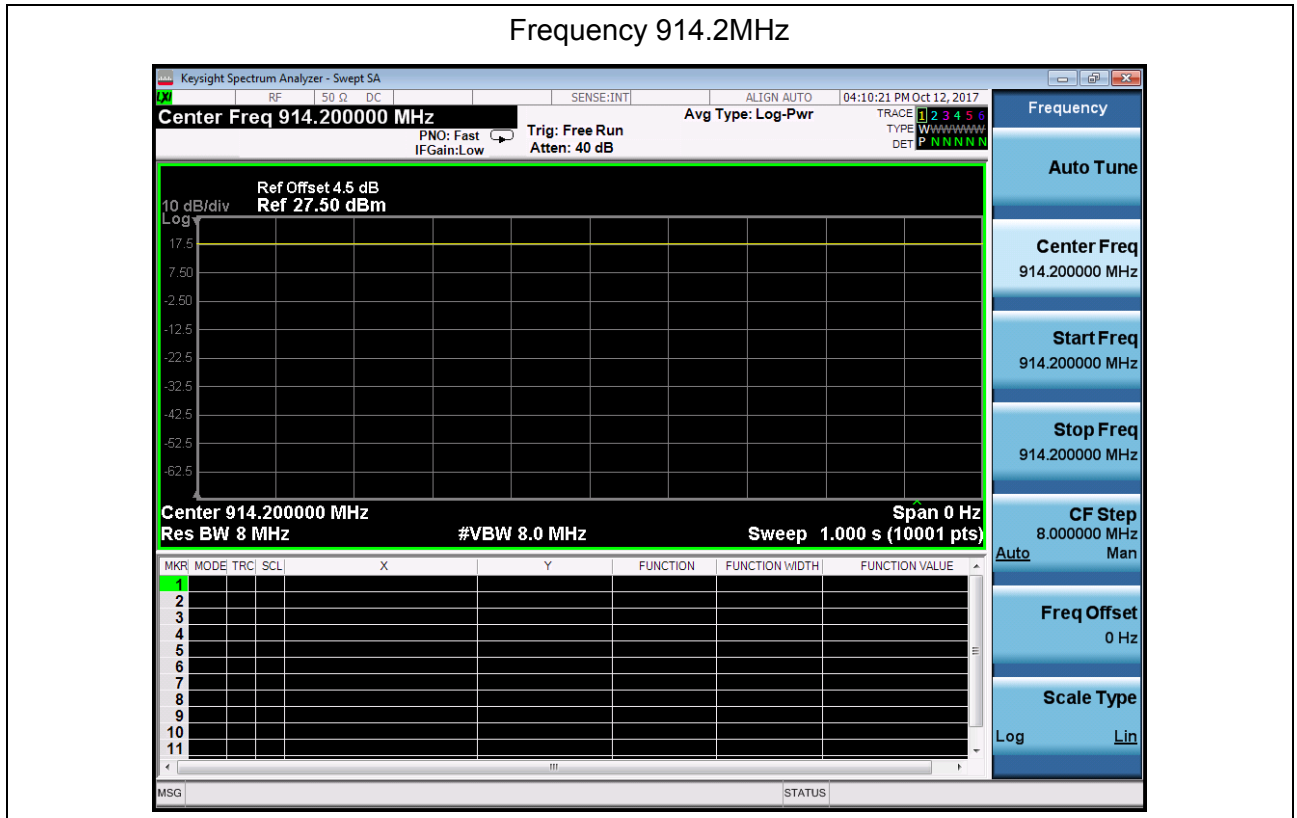 Frequency 914.2MHz
Keysight Spectrum Analyzer - Swept SA
LXI RF 50 Ω DC SENSE:INT ALIGN AUTO 04:10:21 PM Oct 12, 2017
Center Freq 914.200000 MHz
PNO: Fast
IFGain:Low
Trig: Free Run
Atten: 40 dB
Avg Type: Log-Pwr
TRACE 1 2 3 4 5 6
TYPE WWWWWW
DET P N N N N N
Ref Offset 4.5 dB
10 dB/div Ref 27.50 dBm
Log
17.5
7.50
-2.50
-12.5
-22.5
-32.5
-42.5
-52.5
-62.5
Center 914.200000 MHz Span 0 Hz
Res BW 8 MHz #VBW 8.0 MHz Sweep 1.000 s (10001 pts)
MKR MODE TRC SCL X Y FUNCTION FUNCTION WIDTH FUNCTION VALUE
1
2
3
4
5
6
7
8
9
10
11
MSG STATUS
Frequency
Auto Tune
Center Freq
914.200000 MHz
Start Freq
914.200000 MHz
Stop Freq
914.200000 MHz
CF Step
8.000000 MHz
Auto Man
Freq Offset
0 Hz
Scale Type
Log Lin